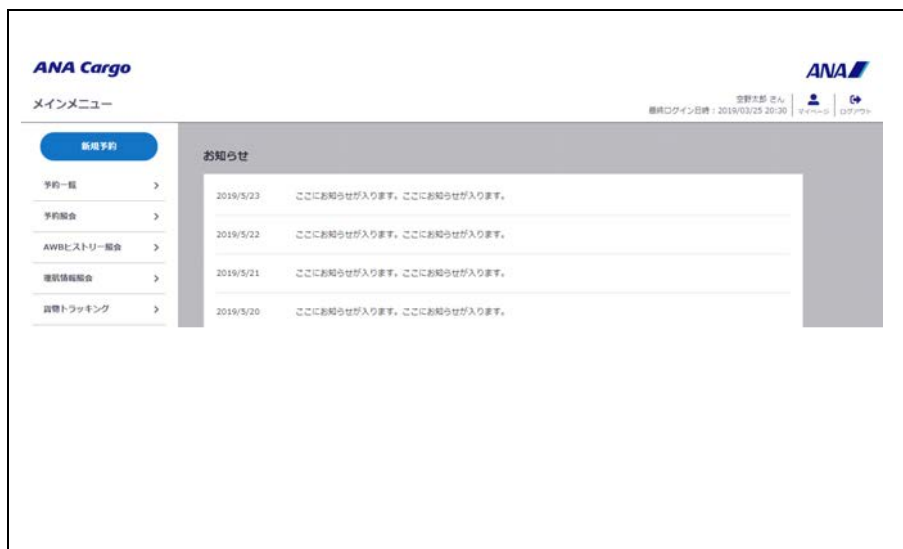 ANA Cargo
ANA
メインメニュー
空野太郎 さん
最終ログイン日時：2019/03/25 20:30
マイページ
ログアウト
新規予約
予約一覧
予約照会
AWBヒストリー照会
運航情報照会
貨物トラッキング
お知らせ
2019/5/23 ここにお知らせが入ります。ここにお知らせが入ります。
2019/5/22 ここにお知らせが入ります。ここにお知らせが入ります。
2019/5/21 ここにお知らせが入ります。ここにお知らせが入ります。
2019/5/20 ここにお知らせが入ります。ここにお知らせが入ります。